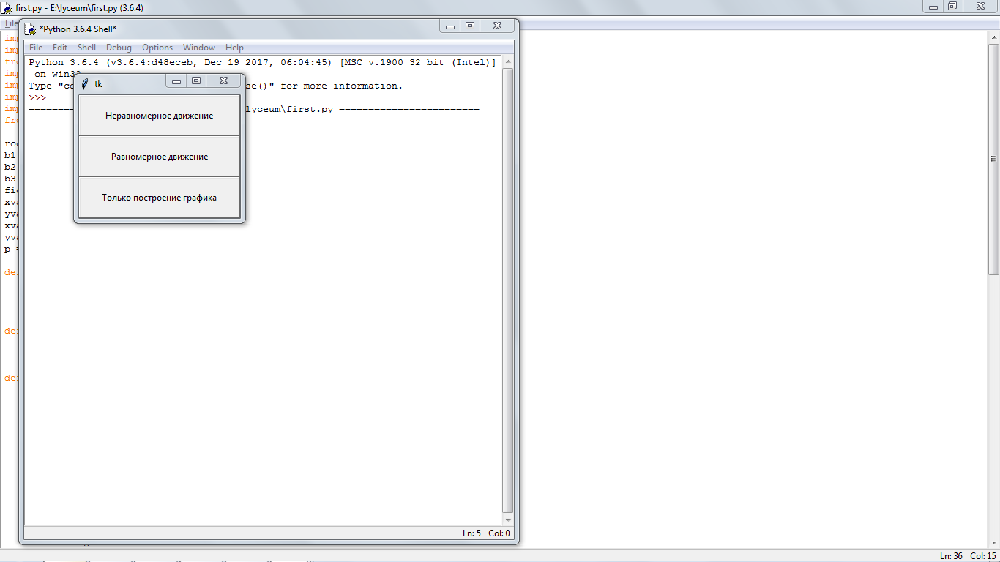 first.py - E:\lyceum\first.py (3.6.4)
File
*Python 3.6.4 Shell*
File Edit Shell Debug Options Window Help
Python 3.6.4 (v3.6.4:d48eceb, Dec 19 2017, 06:04:45) [MSC v.1900 32 bit (Intel)]
on win32
Type "co se()" for more information.
>>>
========= lyceum\first.py ========================
tk
Неравномерное движение
Равномерное движение
Только построение графика
imp
imp
fro
imp
imp
imp
imp
fro
roo
b1
b2
b3
fig
xva
yva
xva
yva
p =
def
def
def
Ln: 5 Col: 0
Ln: 36 Col: 15